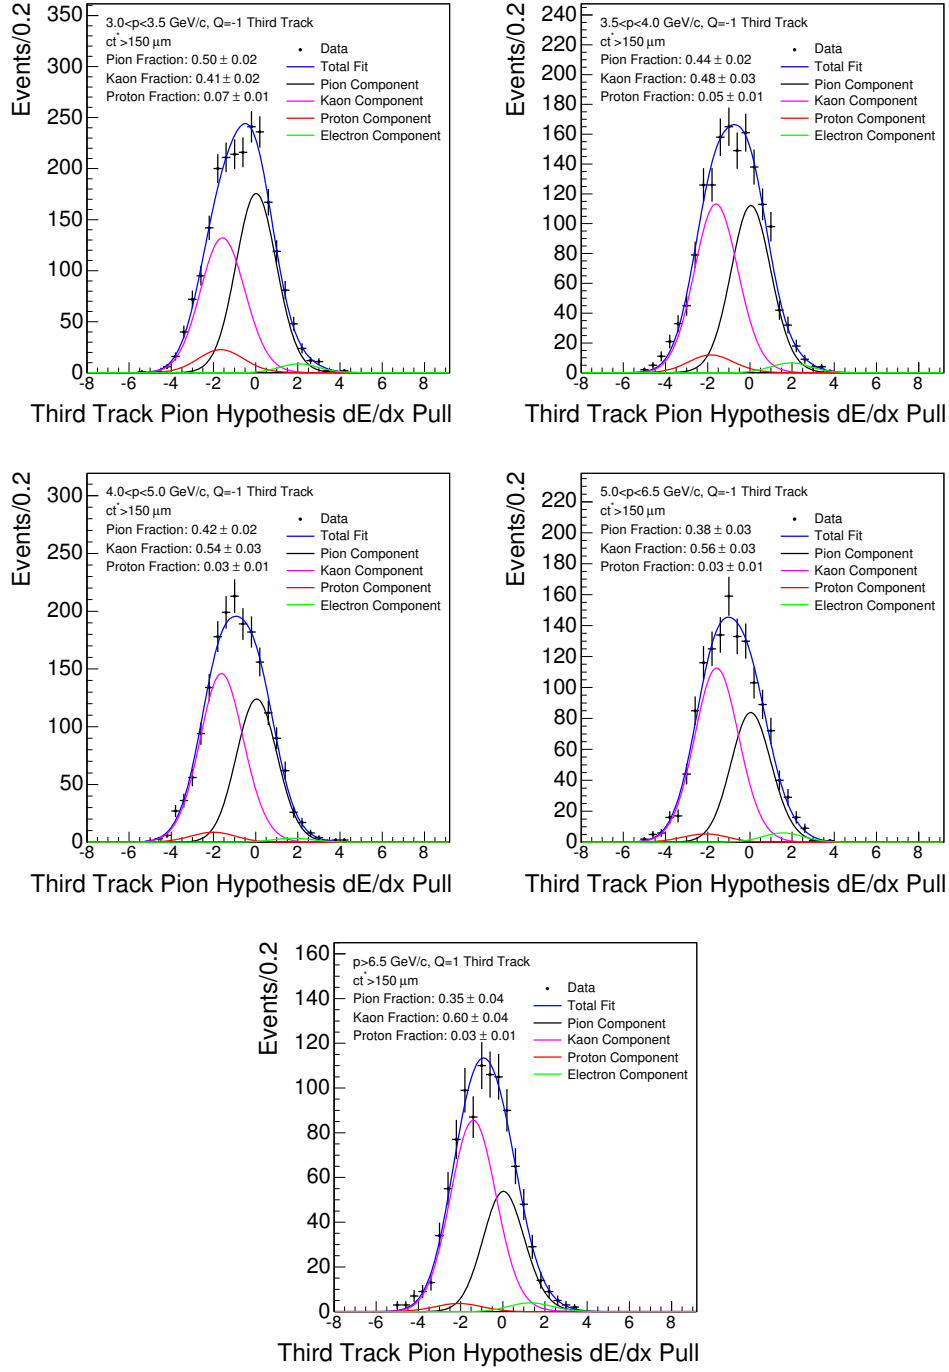 Events/0.2
3.0<p<3.5 GeV/c, Q=-1 Third Track
ct*>150 μm
Pion Fraction: 0.50 ± 0.02
Kaon Fraction: 0.41 ± 0.02
Proton Fraction: 0.07 ± 0.01
Data
Total Fit
Pion Component
Kaon Component
Proton Component
Electron Component
350
300
250
200
150
100
50
0
-8 -6 -4 -2 0 2 4 6 8
Third Track Pion Hypothesis dE/dx Pull
Events/0.2
3.5<p<4.0 GeV/c, Q=-1 Third Track
ct*>150 μm
Pion Fraction: 0.44 ± 0.02
Kaon Fraction: 0.48 ± 0.03
Proton Fraction: 0.05 ± 0.01
Data
Total Fit
Pion Component
Kaon Component
Proton Component
Electron Component
240
220
200
180
160
140
120
100
80
60
40
20
0
-8 -6 -4 -2 0 2 4 6 8
Third Track Pion Hypothesis dE/dx Pull
Events/0.2
4.0<p<5.0 GeV/c, Q=-1 Third Track
ct*>150 μm
Pion Fraction: 0.42 ± 0.02
Kaon Fraction: 0.54 ± 0.03
Proton Fraction: 0.03 ± 0.01
Data
Total Fit
Pion Component
Kaon Component
Proton Component
Electron Component
300
250
200
150
100
50
0
-8 -6 -4 -2 0 2 4 6 8
Third Track Pion Hypothesis dE/dx Pull
Events/0.2
5.0<p<6.5 GeV/c, Q=-1 Third Track
ct*>150 μm
Pion Fraction: 0.38 ± 0.03
Kaon Fraction: 0.56 ± 0.03
Proton Fraction: 0.03 ± 0.01
Data
Total Fit
Pion Component
Kaon Component
Proton Component
Electron Component
220
200
180
160
140
120
100
80
60
40
20
0
-8 -6 -4 -2 0 2 4 6 8
Third Track Pion Hypothesis dE/dx Pull
Events/0.2
p>6.5 GeV/c, Q=1 Third Track
ct*>150 μm
Pion Fraction: 0.35 ± 0.04
Kaon Fraction: 0.60 ± 0.04
Proton Fraction: 0.03 ± 0.01
Data
Total Fit
Pion Component
Kaon Component
Proton Component
Electron Component
160
140
120
100
80
60
40
20
0
-8 -6 -4 -2 0 2 4 6 8
Third Track Pion Hypothesis dE/dx Pull